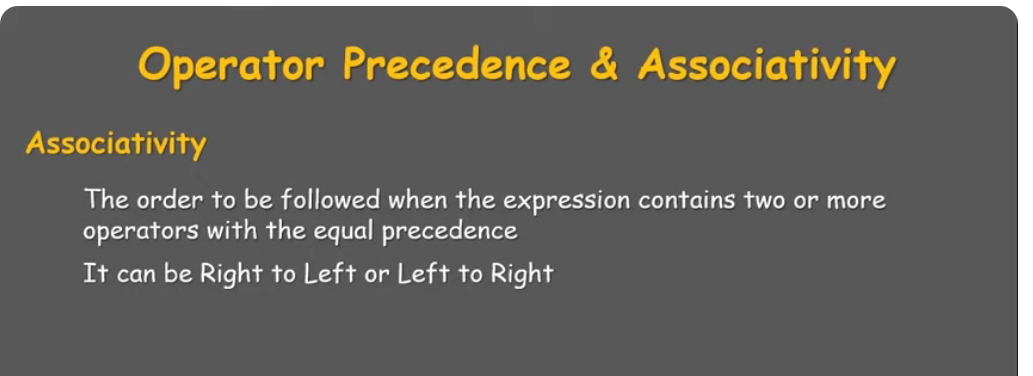 Operator Precedence & Associativity
Associativity
The order to be followed when the expression contains two or more
operators with the equal precedence
It can be Right to Left or Left to Right